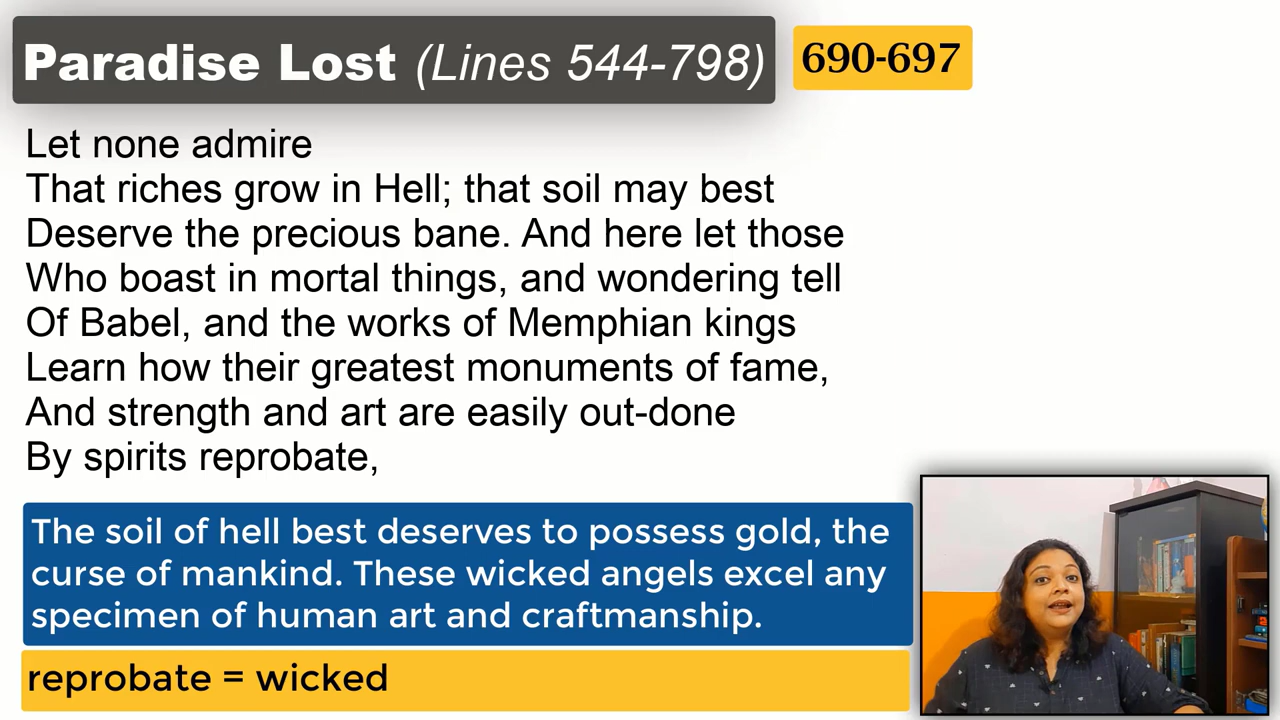 Paradise Lost (Lines 544-798)
690-697
Let none admire
That riches grow in Hell; that soil may best
Deserve the precious bane. And here let those
Who boast in mortal things, and wondering tell
Of Babel, and the works of Memphian kings
Learn how their greatest monuments of fame,
And strength and art are easily out-done
By spirits reprobate,
The soil of hell best deserves to possess gold, the
curse of mankind. These wicked angels excel any
specimen of human art and craftmanship.
reprobate = wicked